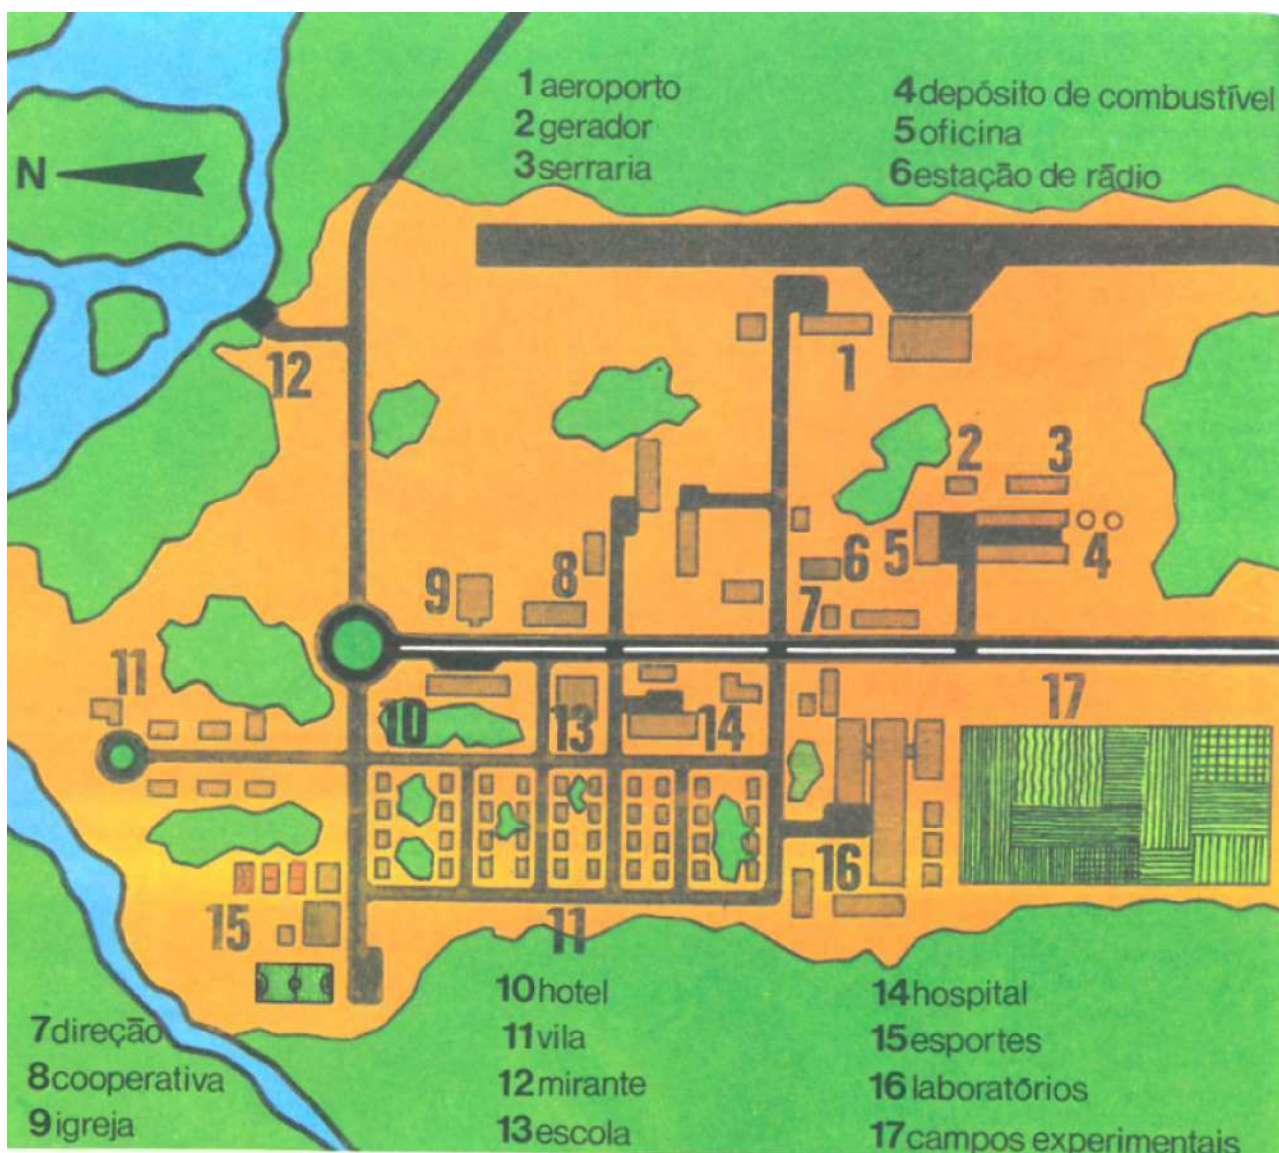 1 aeroporto
2 gerador
3 serraria
4 depósito de combustível
5 oficina
6 estação de rádio
N
12
1
2
3
9
8
6
5
4
7
11
10
13
14
17
15
11
16
7 direção
8 cooperativa
9 igreja
10 hotel
11 vila
12 mirante
13 escola
14 hospital
15 esportes
16 laboratórios
17 campos experimentais